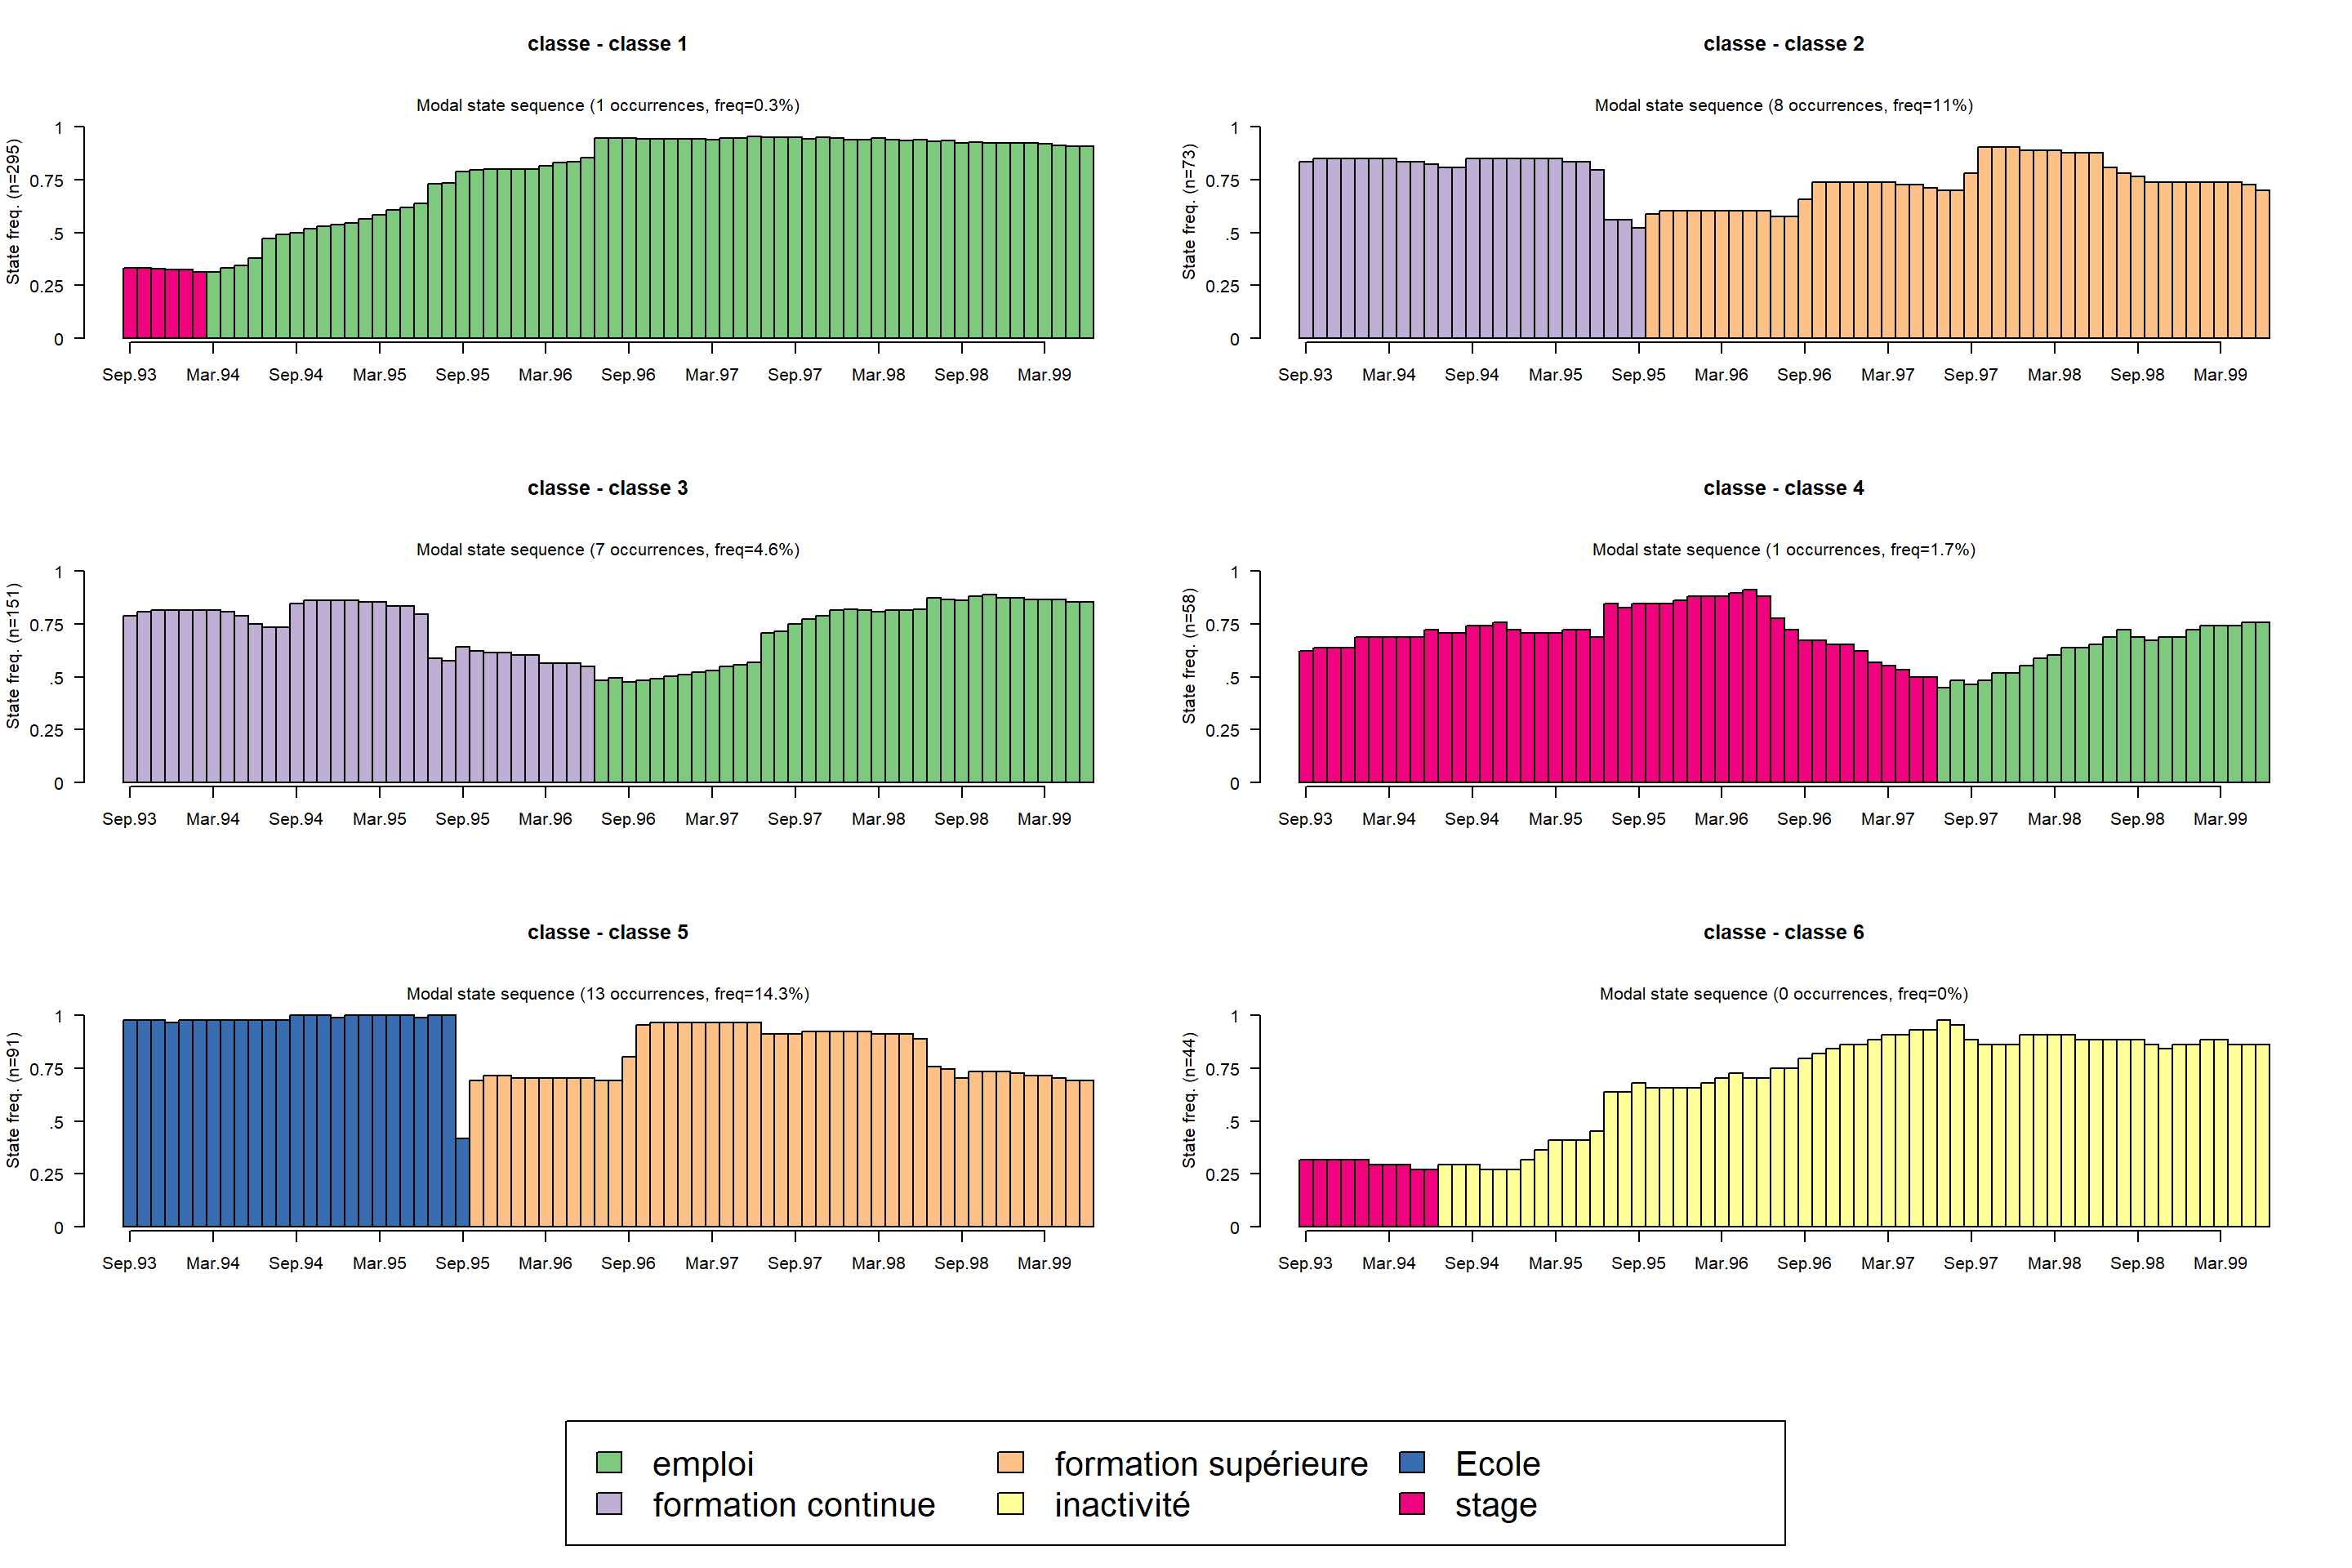 classe - classe 1
Modal state sequence (1 occurrences, freq=0.3%)
State freq. (n=295)
1
0.75
.5
0.25
0
Sep.93 Mar.94 Sep.94 Mar.95 Sep.95 Mar.96 Sep.96 Mar.97 Sep.97 Mar.98 Sep.98 Mar.99
classe - classe 2
Modal state sequence (8 occurrences, freq=11%)
State freq. (n=73)
1
0.75
.5
0.25
0
Sep.93 Mar.94 Sep.94 Mar.95 Sep.95 Mar.96 Sep.96 Mar.97 Sep.97 Mar.98 Sep.98 Mar.99
classe - classe 3
Modal state sequence (7 occurrences, freq=4.6%)
State freq. (n=151)
1
0.75
.5
0.25
0
Sep.93 Mar.94 Sep.94 Mar.95 Sep.95 Mar.96 Sep.96 Mar.97 Sep.97 Mar.98 Sep.98 Mar.99
classe - classe 4
Modal state sequence (1 occurrences, freq=1.7%)
State freq. (n=58)
1
0.75
.5
0.25
0
Sep.93 Mar.94 Sep.94 Mar.95 Sep.95 Mar.96 Sep.96 Mar.97 Sep.97 Mar.98 Sep.98 Mar.99
classe - classe 5
Modal state sequence (13 occurrences, freq=14.3%)
State freq. (n=91)
1
0.75
.5
0.25
0
Sep.93 Mar.94 Sep.94 Mar.95 Sep.95 Mar.96 Sep.96 Mar.97 Sep.97 Mar.98 Sep.98 Mar.99
classe - classe 6
Modal state sequence (0 occurrences, freq=0%)
State freq. (n=44)
1
0.75
.5
0.25
0
Sep.93 Mar.94 Sep.94 Mar.95 Sep.95 Mar.96 Sep.96 Mar.97 Sep.97 Mar.98 Sep.98 Mar.99
emploi formation supérieure Ecole
formation continue inactivité stage